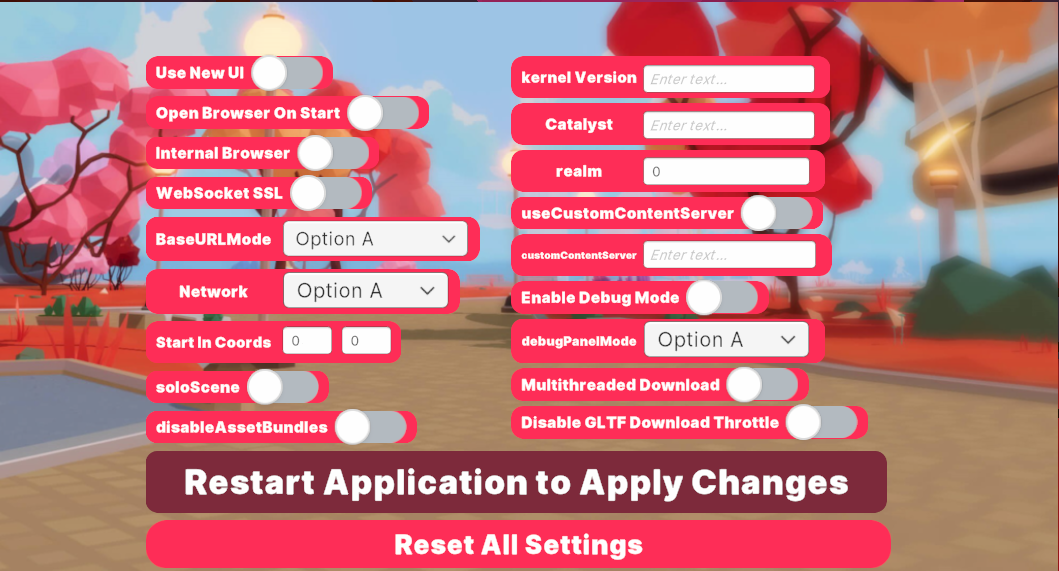 Use New UI
Open Browser On Start
Internal Browser
WebSocket SSL
BaseURLMode Option A
Network Option A
Start In Coords 0 0
soloScene
disableAssetBundles
kernel Version Enter text...
Catalyst Enter text...
realm 0
useCustomContentServer
customContentServer Enter text...
Enable Debug Mode
debugPanelMode Option A
Multithreaded Download
Disable GLTF Download Throttle
Restart Application to Apply Changes
Reset All Settings